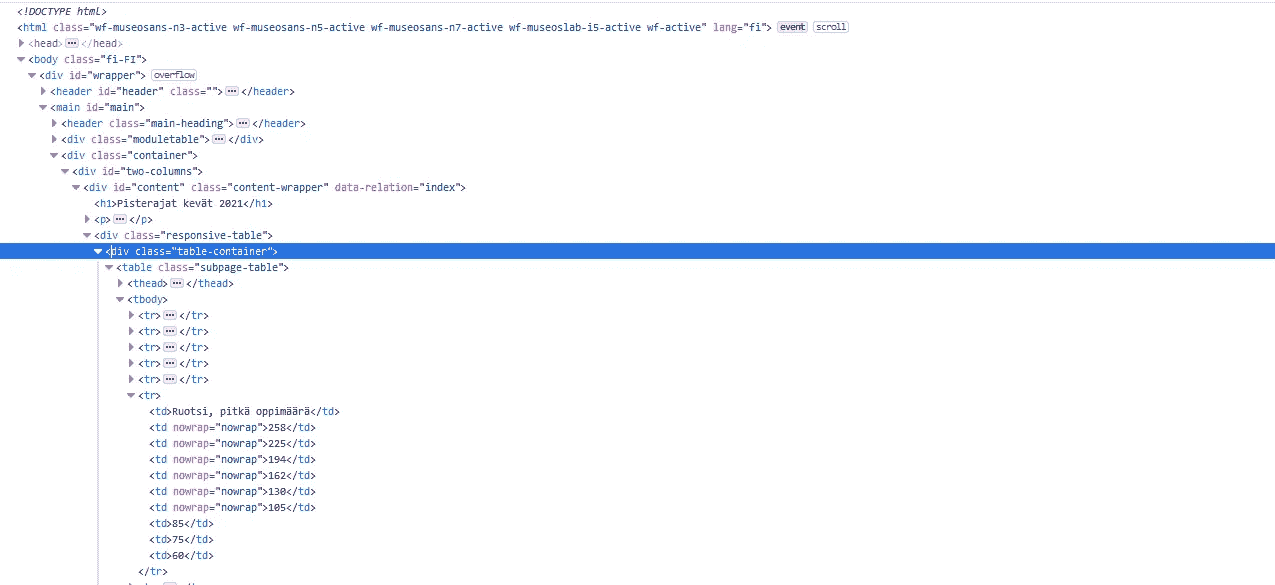 <!DOCTYPE html>
<html class="wf-museosans-n3-active wf-museosans-n5-active wf-museosans-n7-active wf-museoslab-i5-active wf-active" lang="fi"> event scroll
<head> ••• </head>
<body class="fi-FI">
<div id="wrapper"> overflow
<header id="header" class=""> ••• </header>
<main id="main">
<header class="main-heading"> ••• </header>
<div class="moduletable"> ••• </div>
<div class="container">
<div id="two-columns">
<div id="content" class="content-wrapper" data-relation="index">
<h1>Pisterajat kevät 2021</h1>
<p> ••• </p>
<div class="responsive-table">
<div class="table-container">
<table class="subpage-table">
<thead> ••• </thead>
<tbody>
<tr> ••• </tr>
<tr> ••• </tr>
<tr> ••• </tr>
<tr> ••• </tr>
<tr> ••• </tr>
<tr>
<td>Ruotsi, pitkä oppimäärä</td>
<td nowrap="nowrap">258</td>
<td nowrap="nowrap">225</td>
<td nowrap="nowrap">194</td>
<td nowrap="nowrap">162</td>
<td nowrap="nowrap">130</td>
<td nowrap="nowrap">105</td>
<td>85</td>
<td>75</td>
<td>60</td>
</tr>